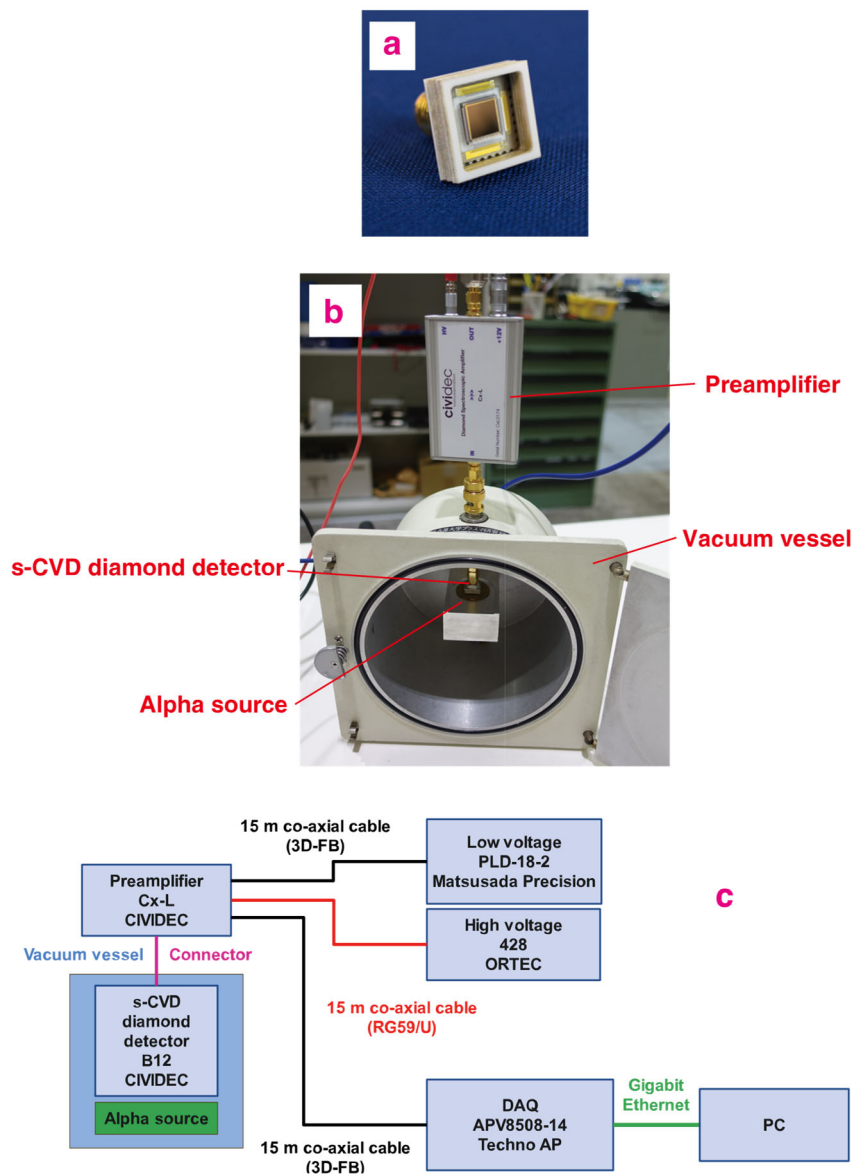 a
b
HV
OUT
+12V
cividec
Diamond Spectroscopic Amplifier
>>>
Cx-L
IN
Preamplifier
Vacuum vessel
s-CVD diamond detector
Alpha source
c
15 m co-axial cable
(3D-FB)
Low voltage
PLD-18-2
Matsusada Precision
Preamplifier
Cx-L
CIVIDEC
High voltage
428
ORTEC
Vacuum vessel
Connector
s-CVD
diamond
detector
B12
CIVIDEC
Alpha source
15 m co-axial cable
(RG59/U)
DAQ
APV8508-14
Techno AP
Gigabit
Ethernet
PC
15 m co-axial cable
(3D-FB)